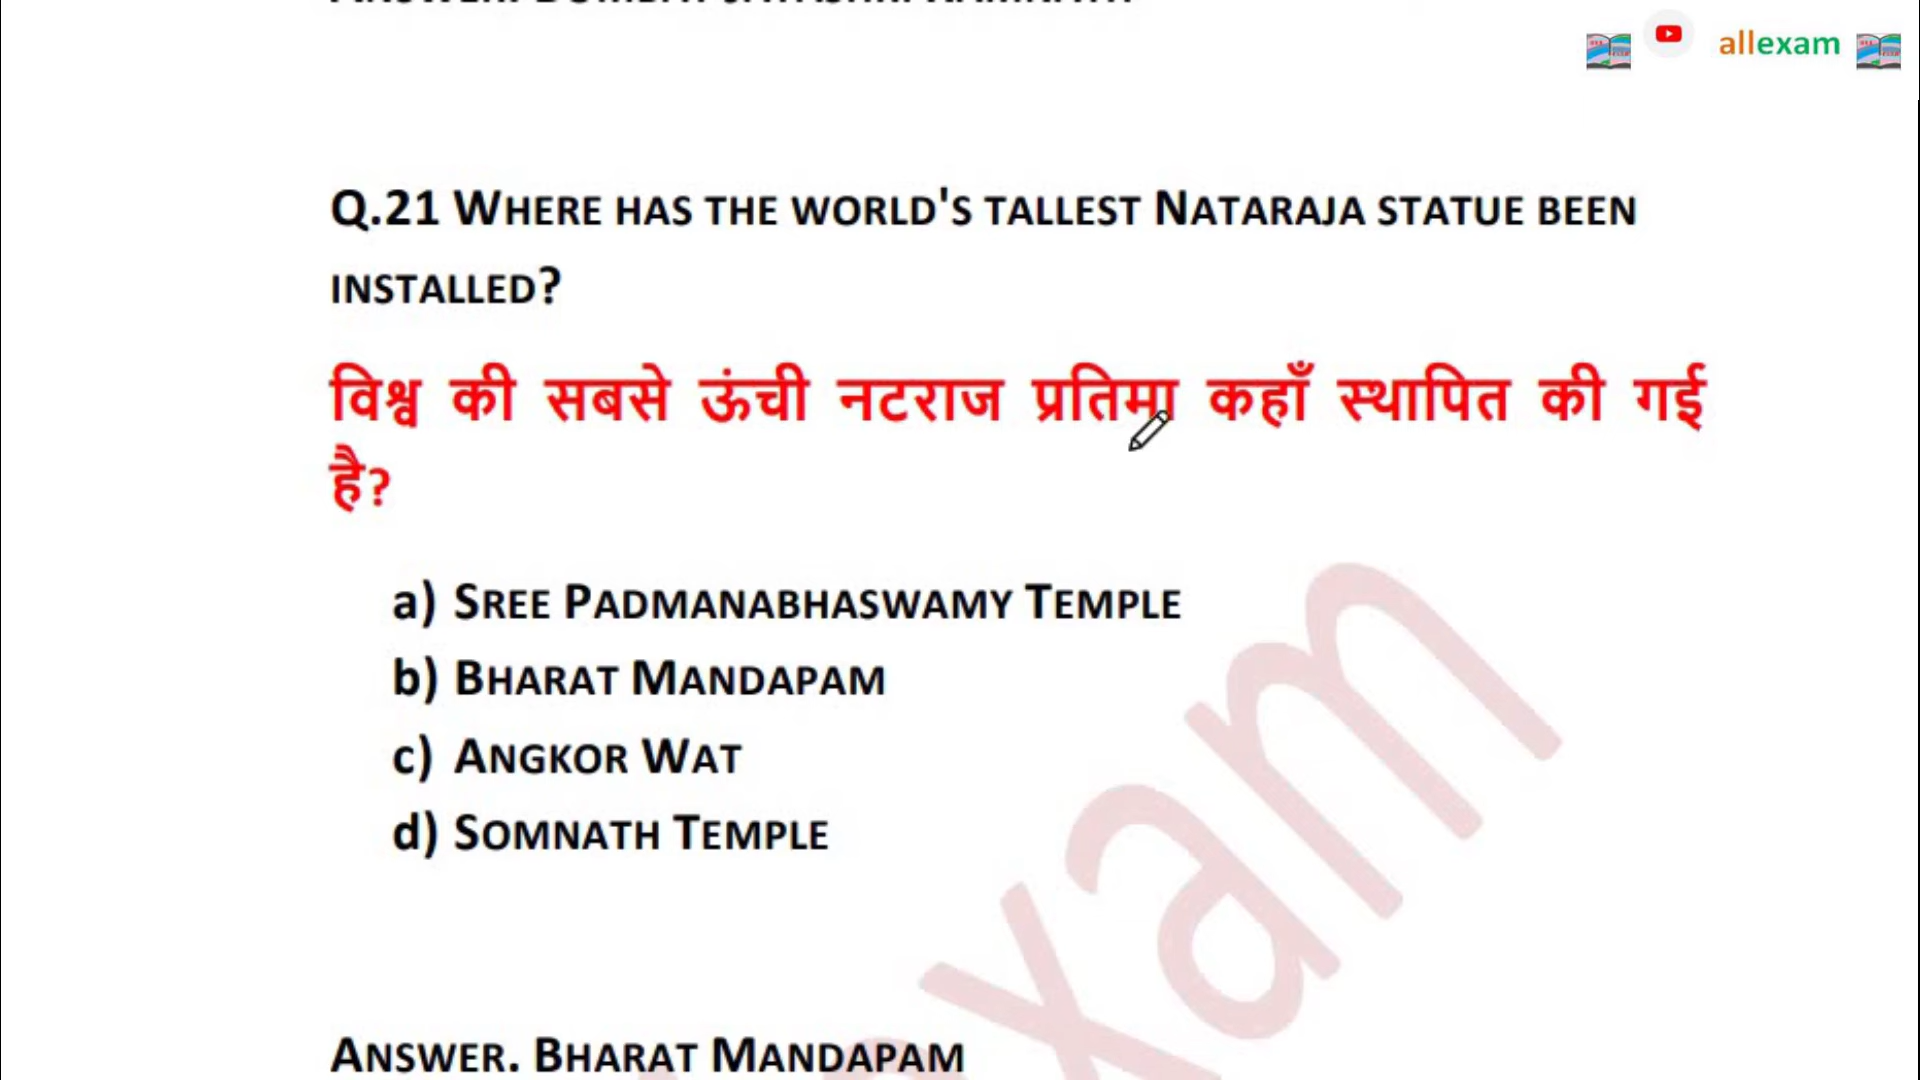 allexam
Q.21 WHERE HAS THE WORLD'S TALLEST NATARAJA STATUE BEEN
INSTALLED?
विश्व की सबसे ऊंची नटराज प्रतिमा कहाँ स्थापित की गई
है?
a) SREE PADMANABHASWAMY TEMPLE
b) BHARAT MANDAPAM
c) ANGKOR WAT
d) SOMNATH TEMPLE
xam
ANSWER. BHARAT MANDAPAM